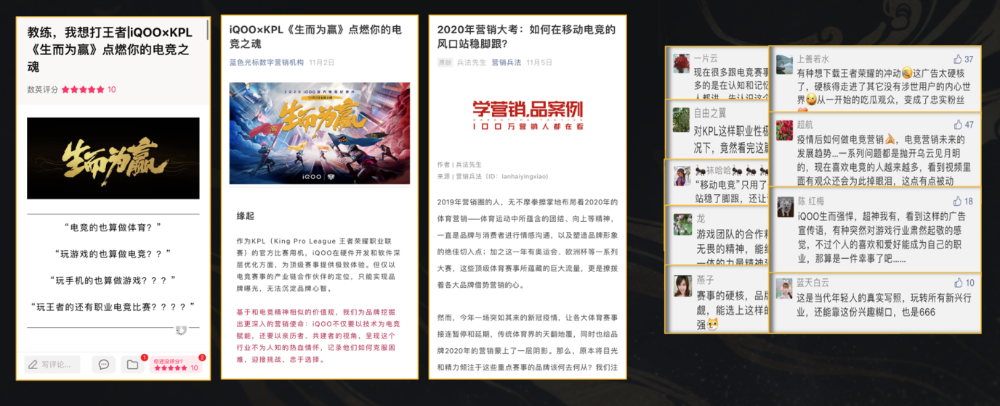 教练，我想打王者|iQOO×KPL
《生而为赢》点燃你的电竞之
魂
数英评分 10
生而为赢
“电竞的也算做体育？”
“玩游戏的也算做电竞？？”
“玩手机的也算做游戏？？？”
“玩王者的还有职业电竞比赛？？？？”
写评论...
1
你还没评分？
10
2
iQOO×KPL《生而为赢》点燃你的电
竞之魂
蓝色光标数字营销机构 11月2日
2020 iQOO官方电竞纪录片
11月2日全网上线
生而为赢
iQOO
缘起
作为KPL（King Pro League 王者荣耀职业联
赛）的官方比赛用机，iQOO在硬件开发和软件深
层优化方面，为顶级赛事提供极致体验。但仅以
电竞赛事的产业链合作伙伴的定位，只能实现品
牌曝光，无法沉淀品牌心智。
基于和电竞精神相似的价值观，我们为品牌挖掘
出更深入的营销使命：iQOO不仅要以技术为电竞
赋能，还要以亲历者、共建者的视角，呈现这个
行业不为人知的热血情怀，记录他们如何克服困
难，迎接挑战，忠于选择。
2020年营销大考：如何在移动电竞的
风口站稳脚跟？
原创 兵法先生 营销兵法 11月5日
学营销,品案例
MARKETING TACTICS
100万营销人都在看
作者 | 兵法先生
来源 | 营销兵法（ID：lanhaiyingxiao）
2019年营销圈的人，无不摩拳擦掌地布局着2020年的
体育营销——体育运动中所蕴含的团结、向上等精神，
一直是品牌与消费者进行情感沟通，以及塑造品牌形象
的绝佳切入点；加之这一年有奥运会、欧洲杯等一系列
大赛，这些顶级体育赛事所蕴藏的巨大流量，更是撩拨
着各大品牌借势营销的心。
然而，今年一场突如其来的新冠疫情，让各大体育赛事
接连暂停和延期，传统体育界的天翻地覆，同时也给品
牌2020年的营销蒙上了一层阴影。那么，原本将目光
和精力倾注于这些重点赛事的品牌该何去何从？我们注
一片云
现在很多跟电竞赛事
多的是在认知和记忆
自由之翼
对KPL这样职业性极
况下，竟然看完这篇
袜哈哈
“移动电竞”只用了
站稳了脚跟，还让
龙
游戏团队的合作精
无畏的精神，能
一体的力量精神
燕子
赛事的硬核，品牌
觑，能选上这样的
强
上善若水 37
有种想下载王者荣耀的冲动这广告太硬核
了，硬核得走进了其它没有涉世用户的内心世
界从一开始的吃瓜观众，变成了忠实粉丝
超航 47
疫情后如何做电竞营销，电竞营销未来的
发展趋势...一系列问题都是抛开乌云见月明
的，现在喜欢电竞的人越来越多，看到视频里
面有观众还会为此掉眼泪，这点有点被动
陈 红梅 18
iQOO生而强悍，超神我有，看到这样的广告
宣传语，有种突然对游戏行业肃然起敬的感
觉，不过个人的喜欢和爱好能成为自己的职
业，那算是一件幸事了吧......
蓝天白云 10
这是当代年轻人的真实写照，玩转所有新兴行
业，还能靠这份兴趣糊口，也是666